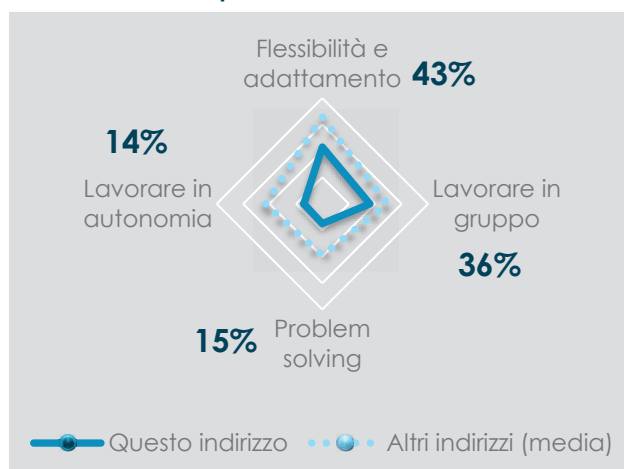 Flessibilità e
adattamento 43%
14%
Lavorare in
autonomia
Lavorare in
gruppo
36%
15% Problem
solving
Questo indirizzo
Altri indirizzi (media)